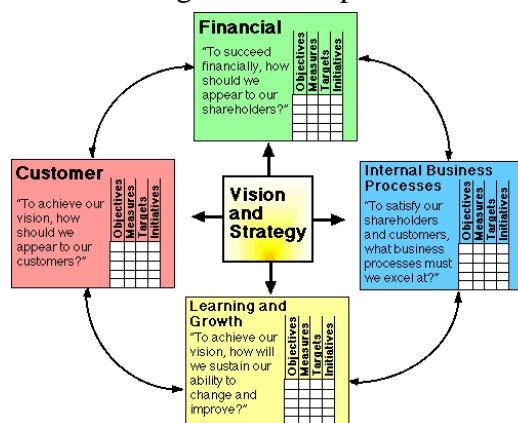 Financial
"To succeed
financially, how
should we
appear to our
shareholders?"
Objectives
Measures
Targets
Initiatives
Customer
"To achieve our
vision, how
should we
appear to our
customers?"
Objectives
Measures
Targets
Initiatives
Vision
and
Strategy
Internal Business
Processes
"To satisfy our
shareholders
and customers,
what business
processes must
we excel at?"
Objectives
Measures
Targets
Initiatives
Learning and
Growth
"To achieve our
vision, how will
we sustain our
ability to
change and
improve?"
Objectives
Measures
Targets
Initiatives